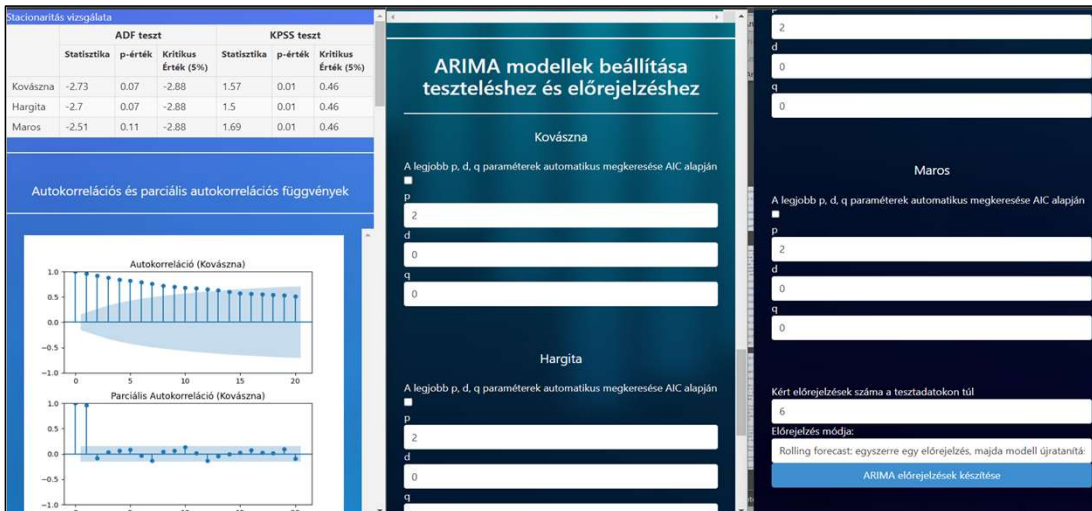 Stacionaritás vizsgálata
ADF teszt KPSS teszt
Statisztika p-érték Kritikus Érték (5%) Statisztika p-érték Kritikus Érték (5%)
Kovászna -2.73 0.07 -2.88 1.57 0.01 0.46
Hargita -2.7 0.07 -2.88 1.5 0.01 0.46
Maros -2.51 0.11 -2.88 1.69 0.01 0.46
Autokorrelációs és parciális autokorrelációs függvények
Autokorreláció (Kovászna)
1.0
0.5
0.0
-0.5
-1.0
0 5 10 15 20
Parciális Autokorreláció (Kovászna)
1.0
0.5
0.0
-0.5
-1.0
ARIMA modellek beállítása
teszteléshez és előrejelzéshez
Kovászna
A legjobb p, d, q paraméterek automatikus megkeresése AIC alapján
p
2
d
0
q
0
Hargita
A legjobb p, d, q paraméterek automatikus megkeresése AIC alapján
p
2
d
0
q
2
d
0
q
0
Maros
A legjobb p, d, q paraméterek automatikus megkeresése AIC alapján
p
2
d
0
q
0
Kért előrejelzések száma a tesztadatokon túl
6
Előrejelzés módja:
Rolling forecast: egyszerre egy előrejelzés, majda modell újratanítá
ARIMA előrejelzések készítése